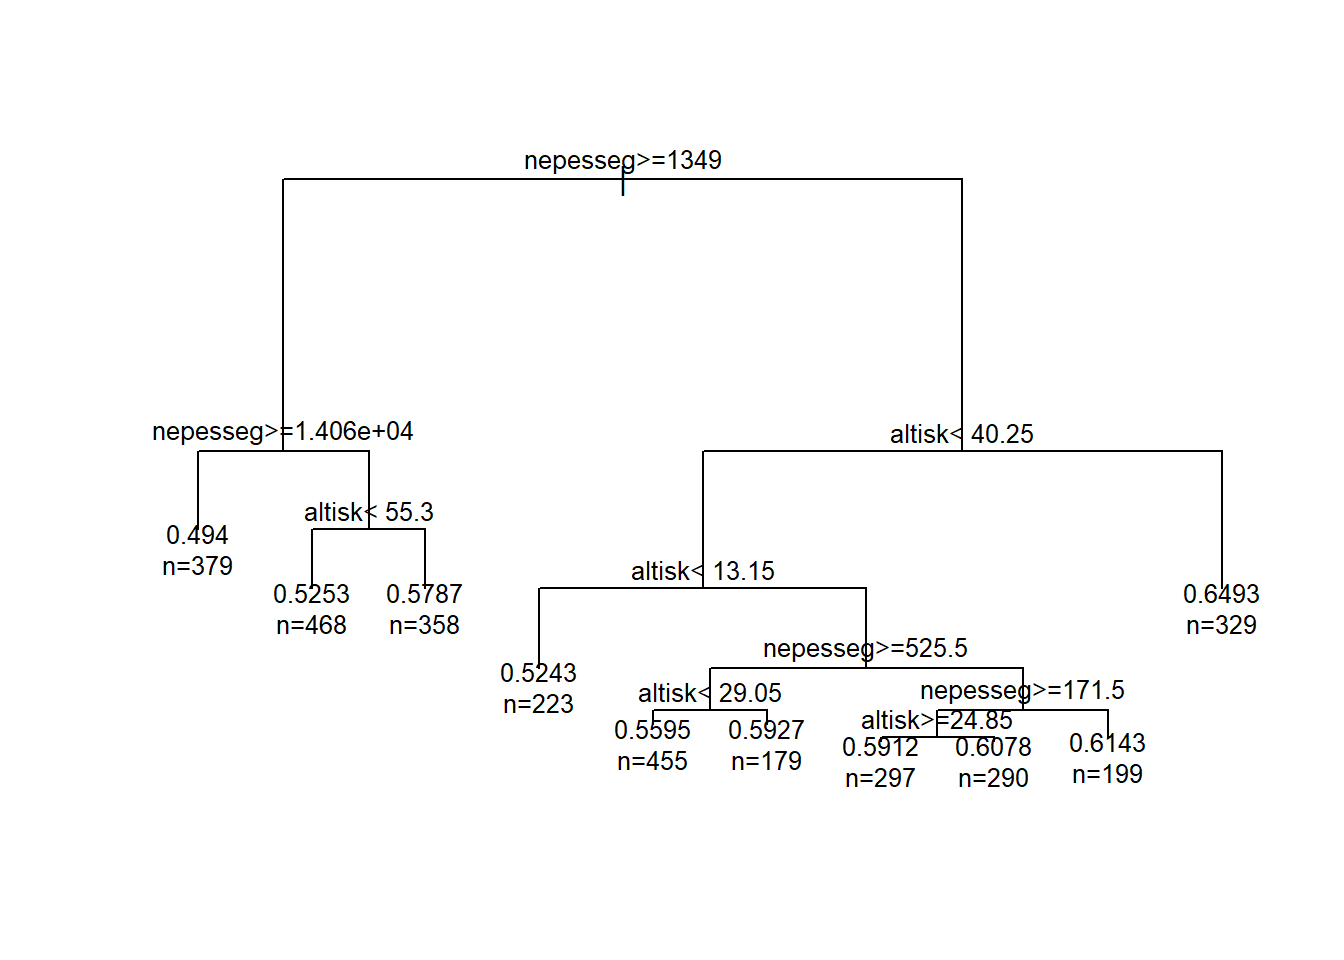 nepesseg>=1349
nepesseg>=1.406e+04
altisk< 40.25
altisk< 55.3
0.494
n=379
altisk< 13.15
0.5253
n=468
0.5787
n=358
0.6493
n=329
nepesseg>=525.5
0.5243
n=223
altisk< 29.05
nepesseg>=171.5
altisk>=24.85
0.5595
n=455
0.5927
n=179
0.5912
n=297
0.6078
n=290
0.6143
n=199